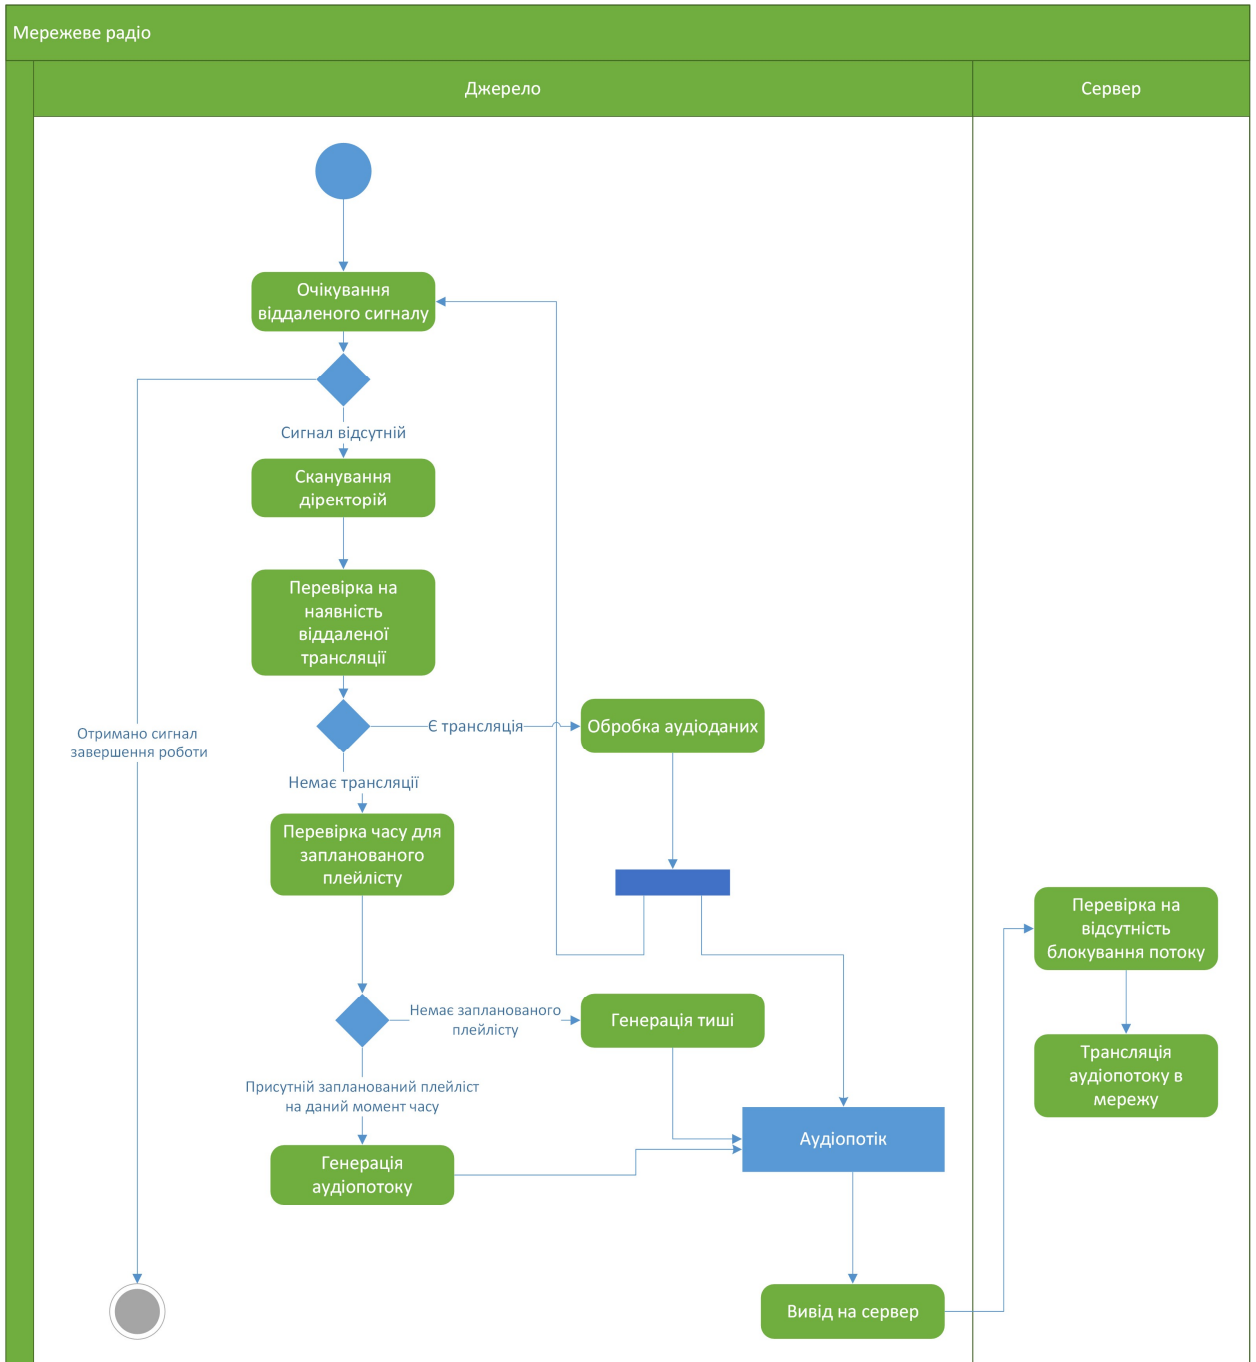 Мережеве радіо
Джерело
Сервер
Очікування
віддаленого сигналу
Сигнал відсутній
Сканування
діректорій
Перевірка на
наявність
віддаленої
трансляції
Отримано сигнал
завершення роботи
Є трансляція
Обробка аудіоданих
Немає трансляції
Перевірка часу для
запланованого
плейлісту
Перевірка на
відсутність
блокування потоку
Немає запланованого
плейлісту
Генерація тиші
Трансляція
аудіопотоку в
мережу
Присутній запланований плейліст
на даний момент часу
Аудіопотік
Генерація
аудіопотоку
Вивід на сервер